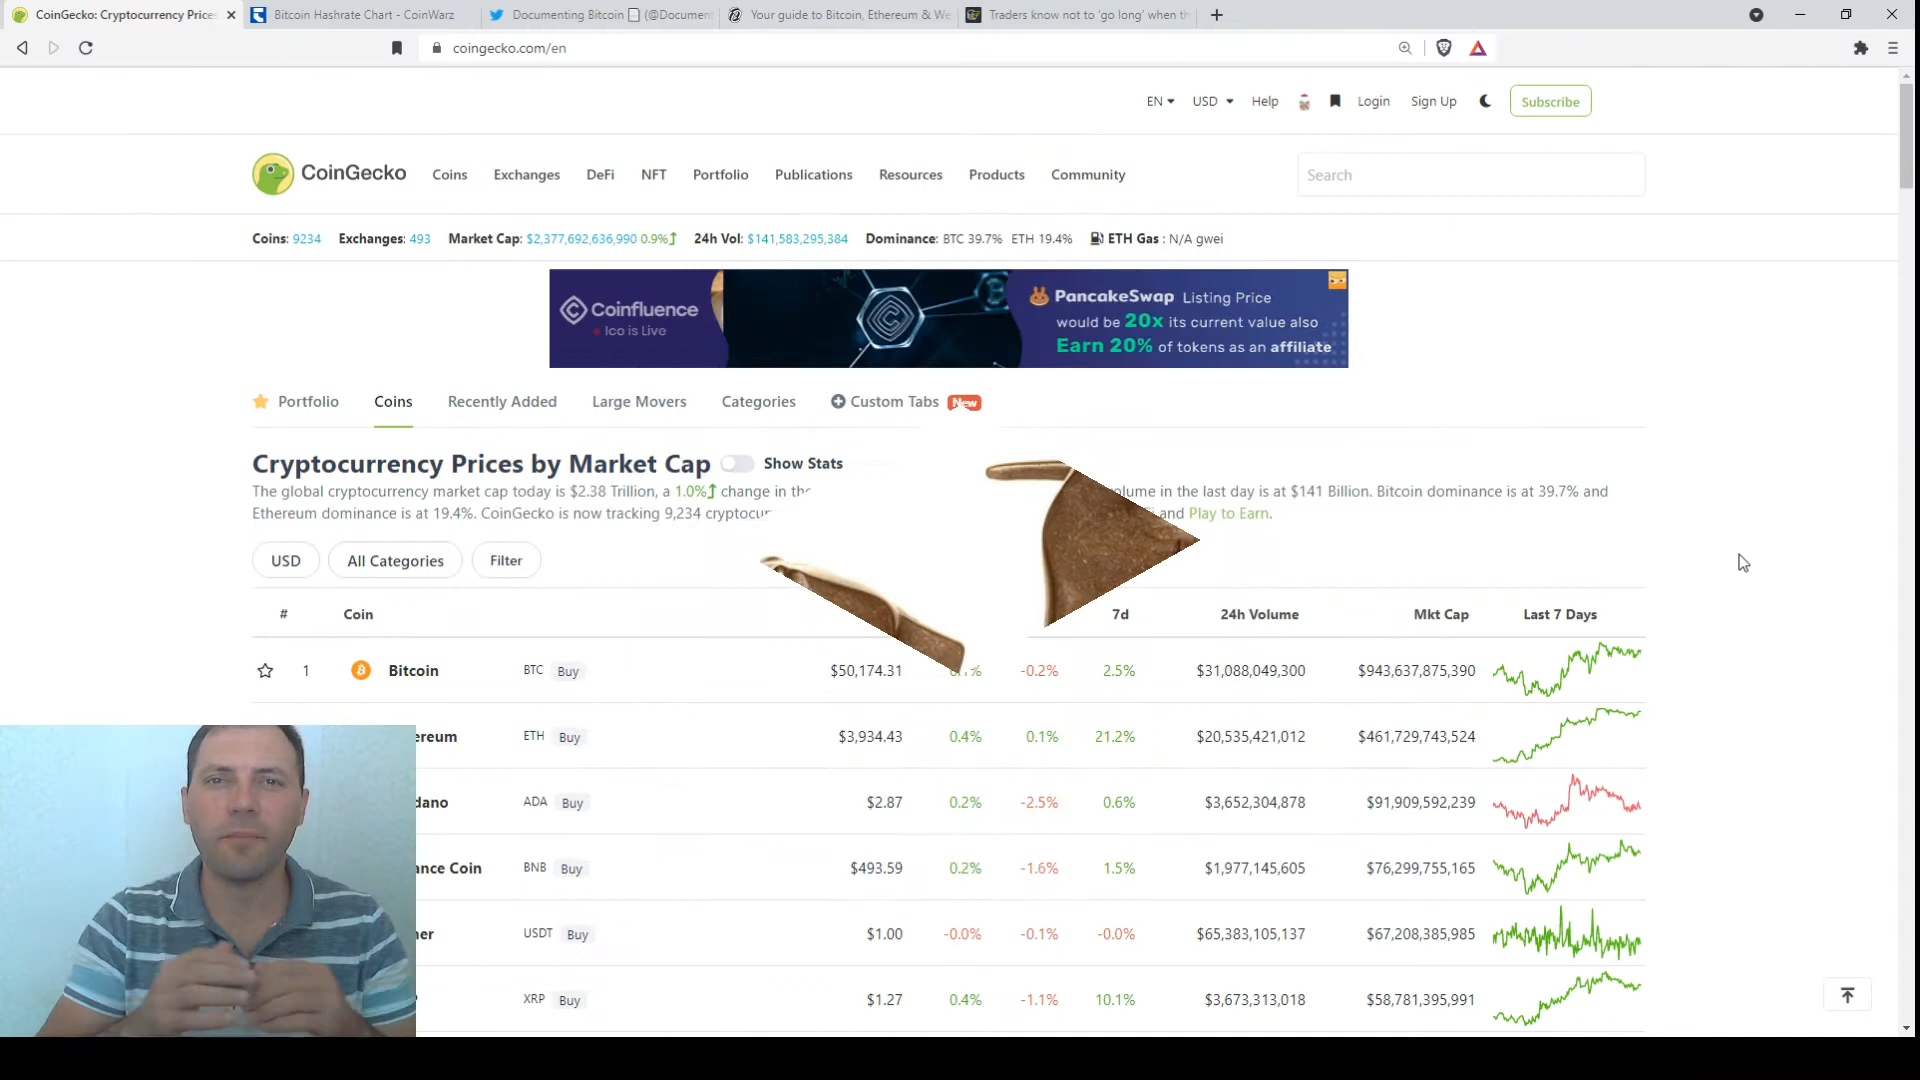 CoinGecko: Cryptocurrency Prices
Bitcoin Hashrate Chart - CoinWarz
Documenting Bitcoin (@Document
Your guide to Bitcoin, Ethereum & We
Traders know not to 'go long' when th
coingecko.com/en
EN USD Help Login Sign Up Subscribe
CoinGecko Coins Exchanges DeFi NFT Portfolio Publications Resources Products Community Search
Coins: 9234 Exchanges: 493 Market Cap: $2,377,692,636,990 0.9% 24h Vol: $141,583,295,384 Dominance: BTC 39.7% ETH 19.4% ETH Gas : N/A gwei
Coinfluence
Ico is Live
PancakeSwap Listing Price
would be 20x its current value also
Earn 20% of tokens as an affiliate
Portfolio Coins Recently Added Large Movers Categories Custom Tabs New
Cryptocurrency Prices by Market Cap Show Stats
The global cryptocurrency market cap today is $2.38 Trillion, a 1.0% change in the volume in the last day is at $141 Billion. Bitcoin dominance is at 39.7% and
Ethereum dominance is at 19.4%. CoinGecko is now tracking 9,234 cryptocur and Play to Earn.
USD All Categories Filter
# Coin 7d 24h Volume Mkt Cap Last 7 Days
1 Bitcoin BTC Buy $50,174.31 -0.2% 2.5% $31,088,049,300 $943,637,875,390
ereum ETH Buy $3,934.43 0.4% 0.1% 21.2% $20,535,421,012 $461,729,743,524
dano ADA Buy $2.87 0.2% -2.5% 0.6% $3,652,304,878 $91,909,592,239
ance Coin BNB Buy $493.59 0.2% -1.6% 1.5% $1,977,145,605 $76,299,755,165
her USDT Buy $1.00 -0.0% -0.1% -0.0% $65,383,105,137 $67,208,385,985
XRP Buy $1.27 0.4% -1.1% 10.1% $3,673,313,018 $58,781,395,991